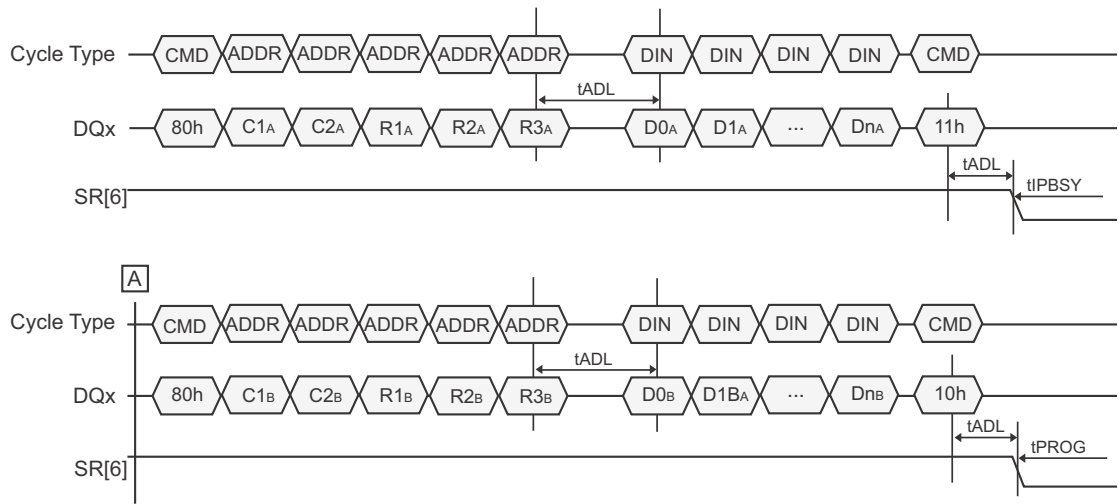 Cycle Type CMD ADDR ADDR ADDR ADDR ADDR DIN DIN DIN DIN CMD
tADL
DQx 80h C1A C2A R1A R2A R3A D0A D1A ... DnA 11h
tADL
SR[6] tIPBSY
A
Cycle Type CMD ADDR ADDR ADDR ADDR ADDR DIN DIN DIN DIN CMD
tADL
DQx 80h C1B C2B R1B R2B R3B D0B D1BA ... DnB 10h
tADL
SR[6] tPROG